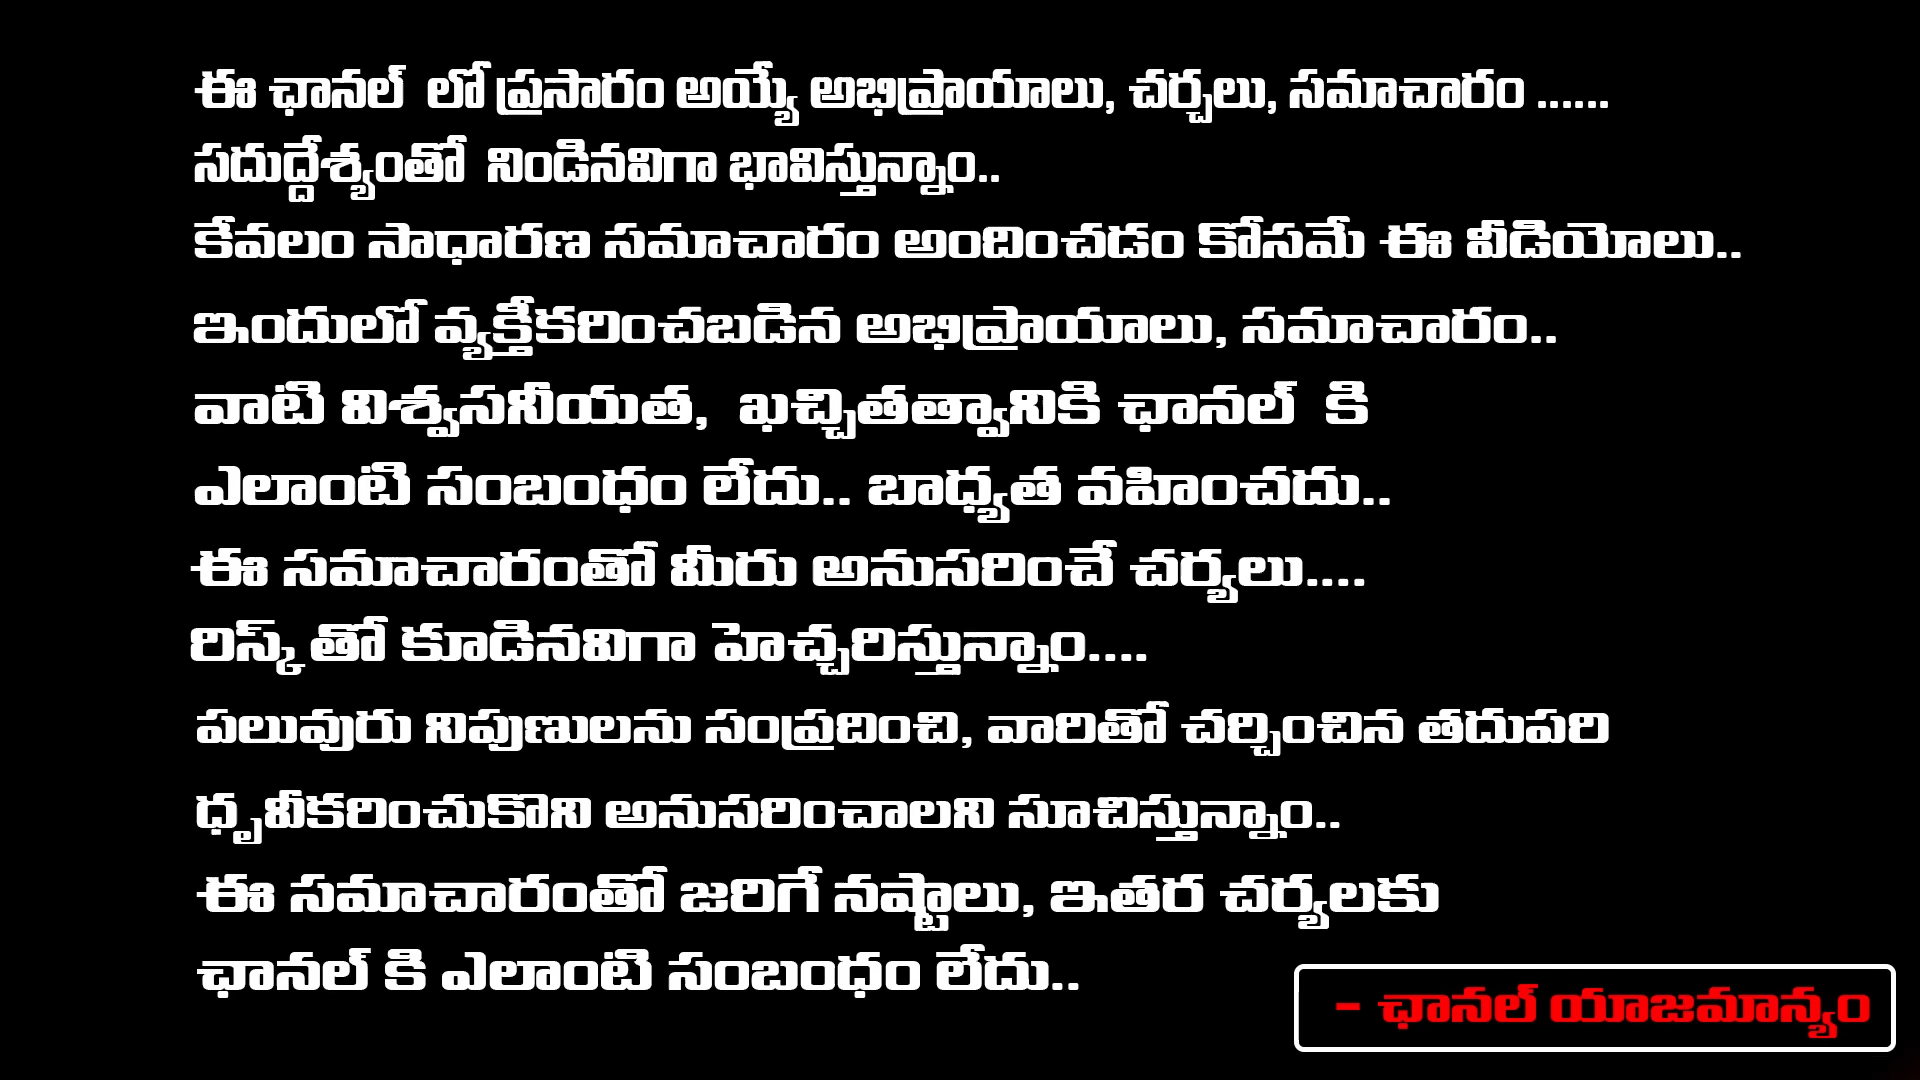 ఈ ఛానల్ లో ప్రసారం అయ్యే అభిప్రాయాలు, చర్చలు, సమాచారం ......
సదుద్దేశ్యంతో నిండినవిగా భావిస్తున్నాం..
కేవలం సాధారణ సమాచారం అందించడం కోసమే ఈ వీడియోలు..
ఇందులో వ్యక్తీకరించబడిన అభిప్రాయాలు, సమాచారం..
వాటి విశ్వసనీయత, ఖచ్చితత్వానికి ఛానల్ కి
ఎలాంటి సంబంధం లేదు.. బాధ్యత వహించదు..
ఈ సమాచారంతో మీరు అనుసరించే చర్యలు....
రిస్క్ తో కూడినవిగా హెచ్చరిస్తున్నాం....
పలువురు నిపుణులను సంప్రదించి, వారితో చర్చించిన తదుపరి
ధృవీకరించుకొని అనుసరించాలని సూచిస్తున్నాం..
ఈ సమాచారంతో జరిగే నష్టాలు, ఇతర చర్యలకు
ఛానల్ కి ఎలాంటి సంబంధం లేదు..
- ఛానల్ యాజమాన్యం